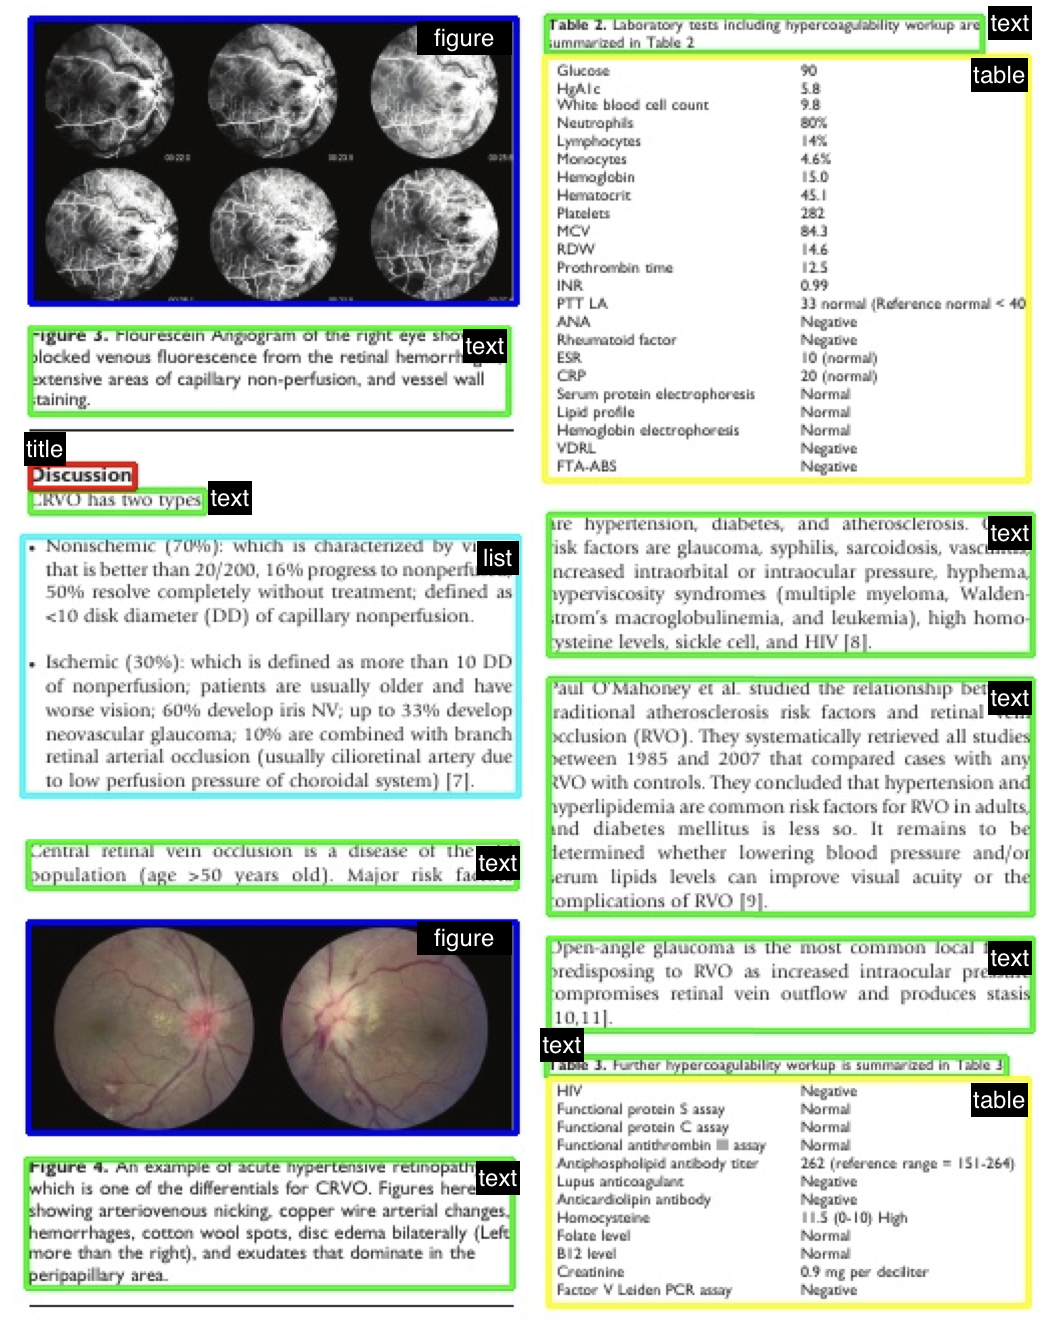 figure
00:22.0 00:23.5
Figure 3. Flourescein Angiogram of the right eye
blocked venous fluorescence from the retinal
text
extensive areas of capillary non-perfusion, and vessel wall
staining.
title
Discussion
CRVO has two types
text
• Nonischemic (70%): which is characterized by
list
that is better than 20/200, 16% progress to
50% resolve completely without treatment; defined as
<10 disk diameter (DD) of capillary nonperfusion.
• Ischemic (30%): which is defined as more than 10 DD
of nonperfusion; patients are usually older and have
worse vision; 60% develop iris NV; up to 33% develop
neovascular glaucoma; 10% are combined with branch
retinal arterial occlusion (usually cilioretinal artery due
to low perfusion pressure of choroidal system) [7].
Central retinal vein occlusion is a disease of the
text
population (age >50 years old). Major risk
figure
Figure 4. An example of acute hypertensive retinopathy
text
which is one of the differentials for CRVO. Figures here
showing arteriovenous nicking, copper wire arterial changes,
hemorrhages, cotton wool spots, disc edema bilaterally (Left
more than the right), and exudates that dominate in the
peripapillary area.
Table 2. Laboratory tests including hypercoagulability workup are
text
summarized in Table 2
table
Glucose 90
HgA1c 5.8
White blood cell count 9.8
Neutrophils 80%
Lymphocytes 14%
Monocytes 4.6%
Hemoglobin 15.0
Hematocrit 45.1
Platelets 282
MCV 84.3
RDW 14.6
Prothrombin time 12.5
INR 0.99
PTT LA 33 normal (Reference normal < 40
ANA Negative
Rheumatoid factor Negative
ESR 10 (normal)
CRP 20 (normal)
Serum protein electrophoresis Normal
Lipid profile Normal
Hemoglobin electrophoresis Normal
VDRL Negative
FTA-ABS Negative
are hypertension, diabetes, and atherosclerosis.
text
risk factors are glaucoma, syphilis, sarcoidosis,
increased intraorbital or intraocular pressure, hyphema,
hyperviscosity syndromes (multiple myeloma, Walden-
strom's macroglobulinemia, and leukemia), high homo-
cysteine levels, sickle cell, and HIV [8].
Paul O'Mahoney et al. studied the relationship
text
traditional atherosclerosis risk factors and retinal vein
occlusion (RVO). They systematically retrieved all studies
between 1985 and 2007 that compared cases with any
RVO with controls. They concluded that hypertension and
hyperlipidemia are common risk factors for RVO in adults,
and diabetes mellitus is less so. It remains to be
determined whether lowering blood pressure and/or
serum lipids levels can improve visual acuity or the
complications of RVO [9].
Open-angle glaucoma is the most common local
text
predisposing to RVO as increased intraocular pressure
compromises retinal vein outflow and produces stasis
10,11].
text
Table 3. Further hypercoagulability workup is summarized in Table 3
table
HIV Negative
Functional protein S assay Normal
Functional protein C assay Normal
Functional antithrombin III assay Normal
Antiphospholipid antibody titer 262 (reference range = 151-264)
Lupus anticoagulant Negative
Anticardiolipin antibody Negative
Homocysteine 11.5 (0-10) High
Folate level Normal
B12 level Normal
Creatinine 0.9 mg per deciliter
Factor V Leiden PCR assay Negative